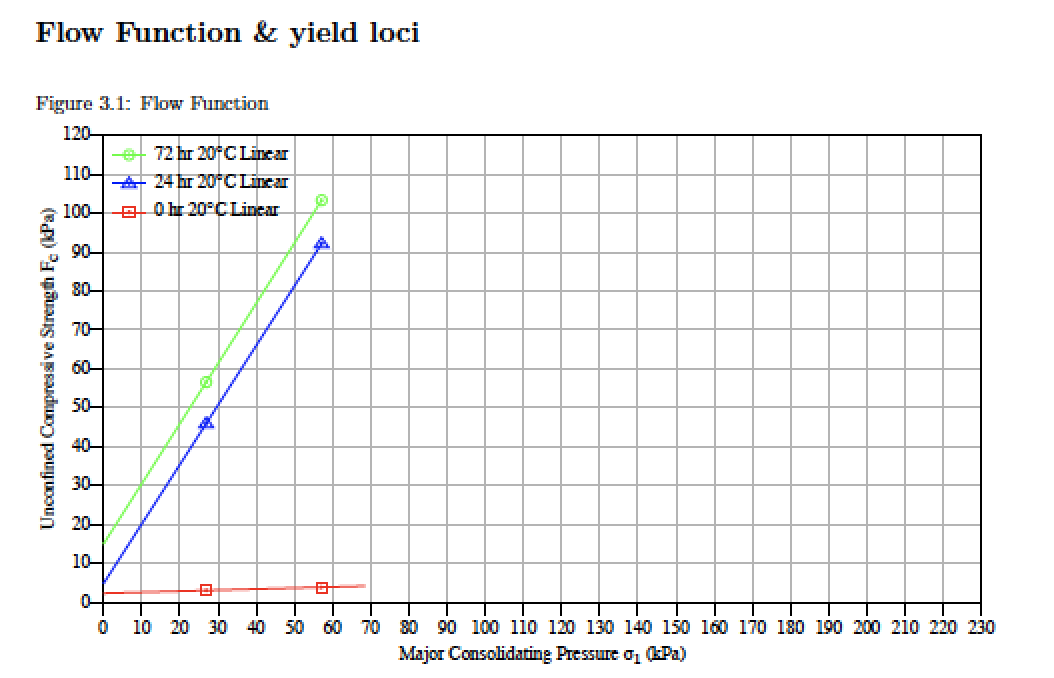 Flow Function & yield loci
Figure 3.1: Flow Function
120
110
100
90
80
70
60
50
40
30
20
10
0
Unconfined Compressive Strength Fc (kPa)
72 hr 20°C Linear
24 hr 20°C Linear
0 hr 20°C Linear
0 10 20 30 40 50 60 70 80 90 100 110 120 130 140 150 160 170 180 190 200 210 220 230
Major Consolidating Pressure σ1 (kPa)